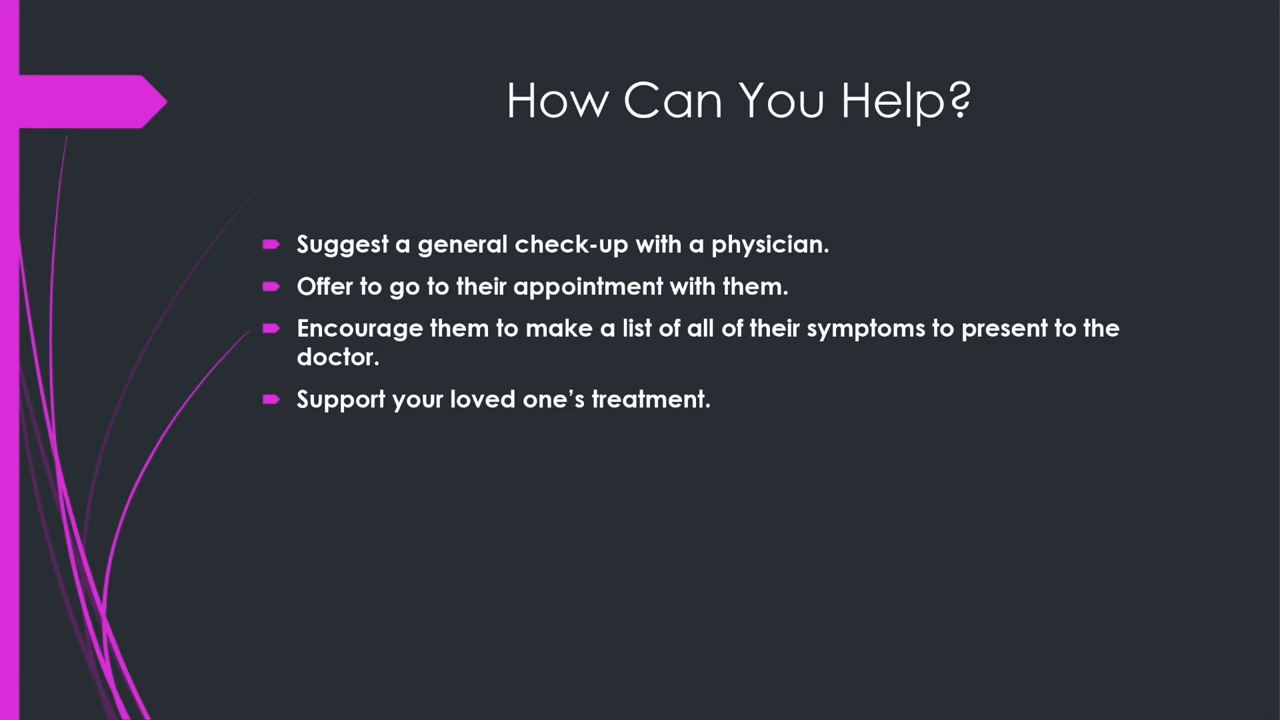 How Can You Help?
Suggest a general check-up with a physician.
Offer to go to their appointment with them.
Encourage them to make a list of all of their symptoms to present to the
doctor.
Support your loved one’s treatment.